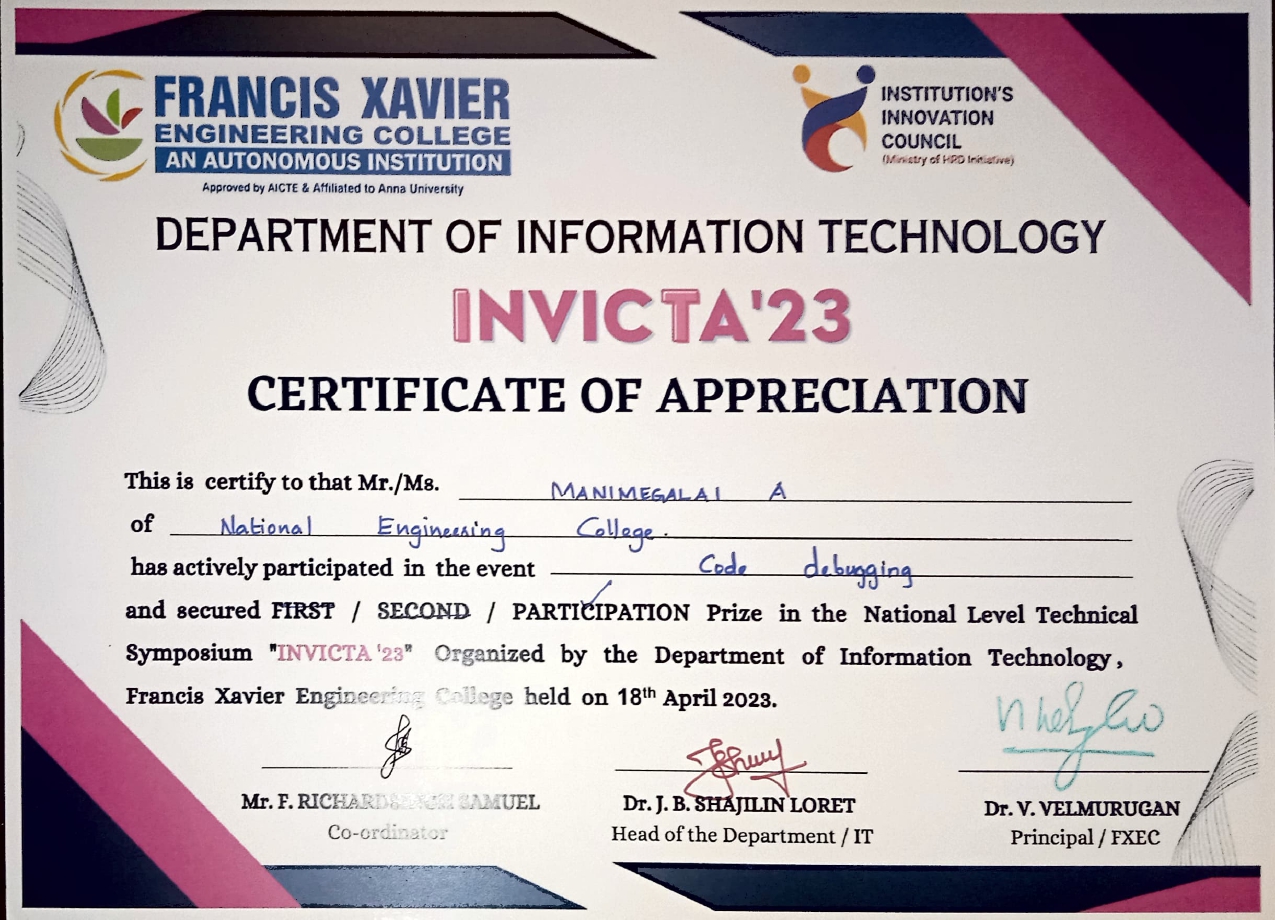 FRANCIS XAVIER
ENGINEERING COLLEGE
AN AUTONOMOUS INSTITUTION
Approved by AICTE & Affiliated to Anna University
INSTITUTION'S
INNOVATION
COUNCIL
(Ministry of HRD Initiative)
DEPARTMENT OF INFORMATION TECHNOLOGY
INVICTA'23
CERTIFICATE OF APPRECIATION
This is certify to that Mr./Ms. MANIMEGALAI A
of National Engineering College.
has actively participated in the event Code debugging
and secured FIRST / SECOND / PARTICIPATION Prize in the National Level Technical
Symposium "INVICTA '23" Organized by the Department of Information Technology,
Francis Xavier Engineering College held on 18th April 2023.
Mr. F. RICHARD SAMUEL
Dr. J. B. SHAJILIN LORET
Dr. V. VELMURUGAN
Co-ordinator
Head of the Department / IT
Principal / FXEC